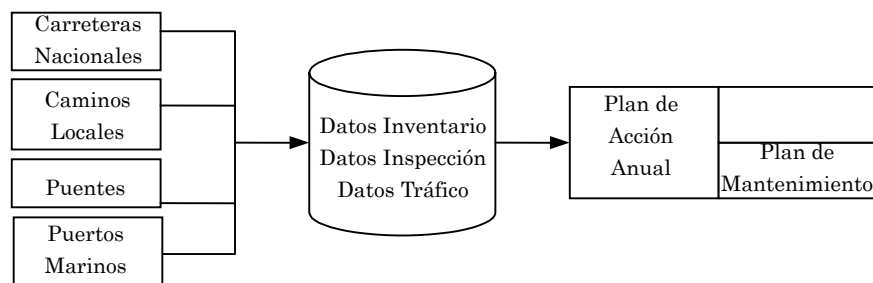 Carreteras
Nacionales
Caminos
Locales
Puentes
Puertos
Marinos
Datos Inventario
Datos Inspección
Datos Tráfico
Plan de
Acción
Anual
Plan de
Mantenimiento